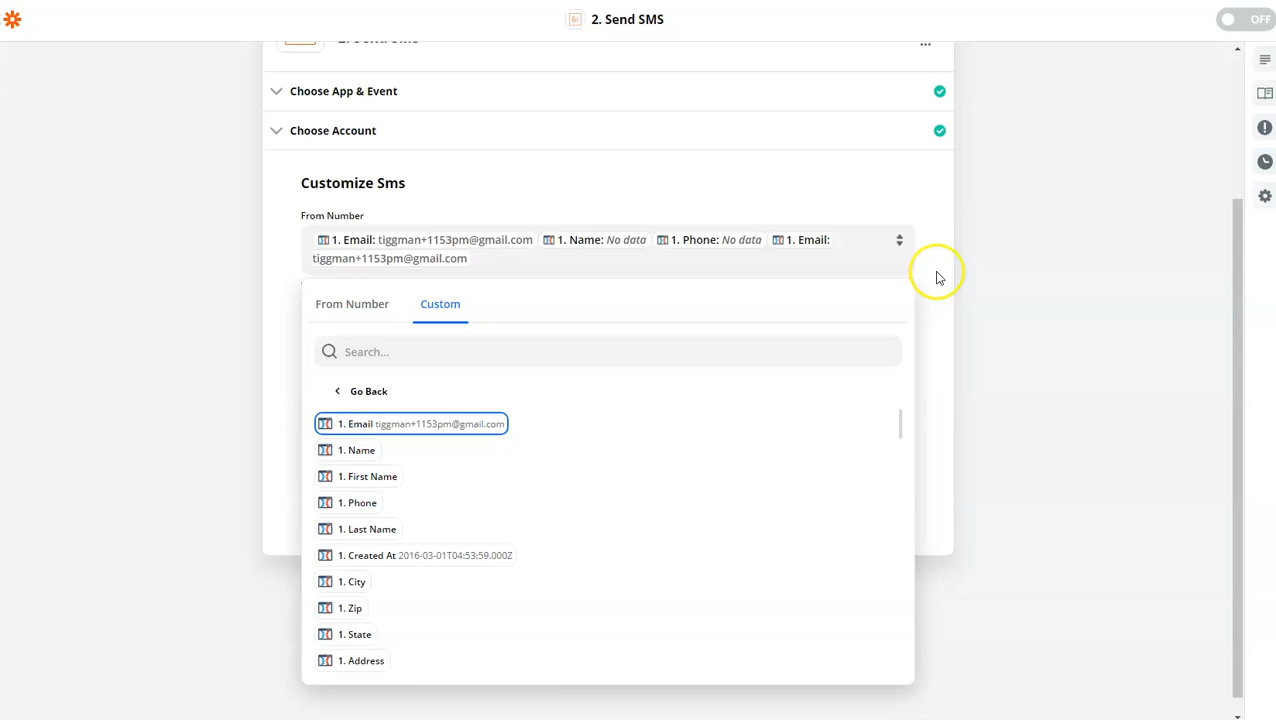 2. Send SMS
OFF
Choose App & Event
Choose Account
Customize Sms
From Number
1. Email: tiggman+1153pm@gmail.com 1. Name: No data 1. Phone: No data 1. Email:
tiggman+1153pm@gmail.com
From Number Custom
Search...
Go Back
1. Email tiggman+1153pm@gmail.com
1. Name
1. First Name
1. Phone
1. Last Name
1. Created At 2016-03-01T04:53:59.000Z
1. City
1. Zip
1. State
1. Address